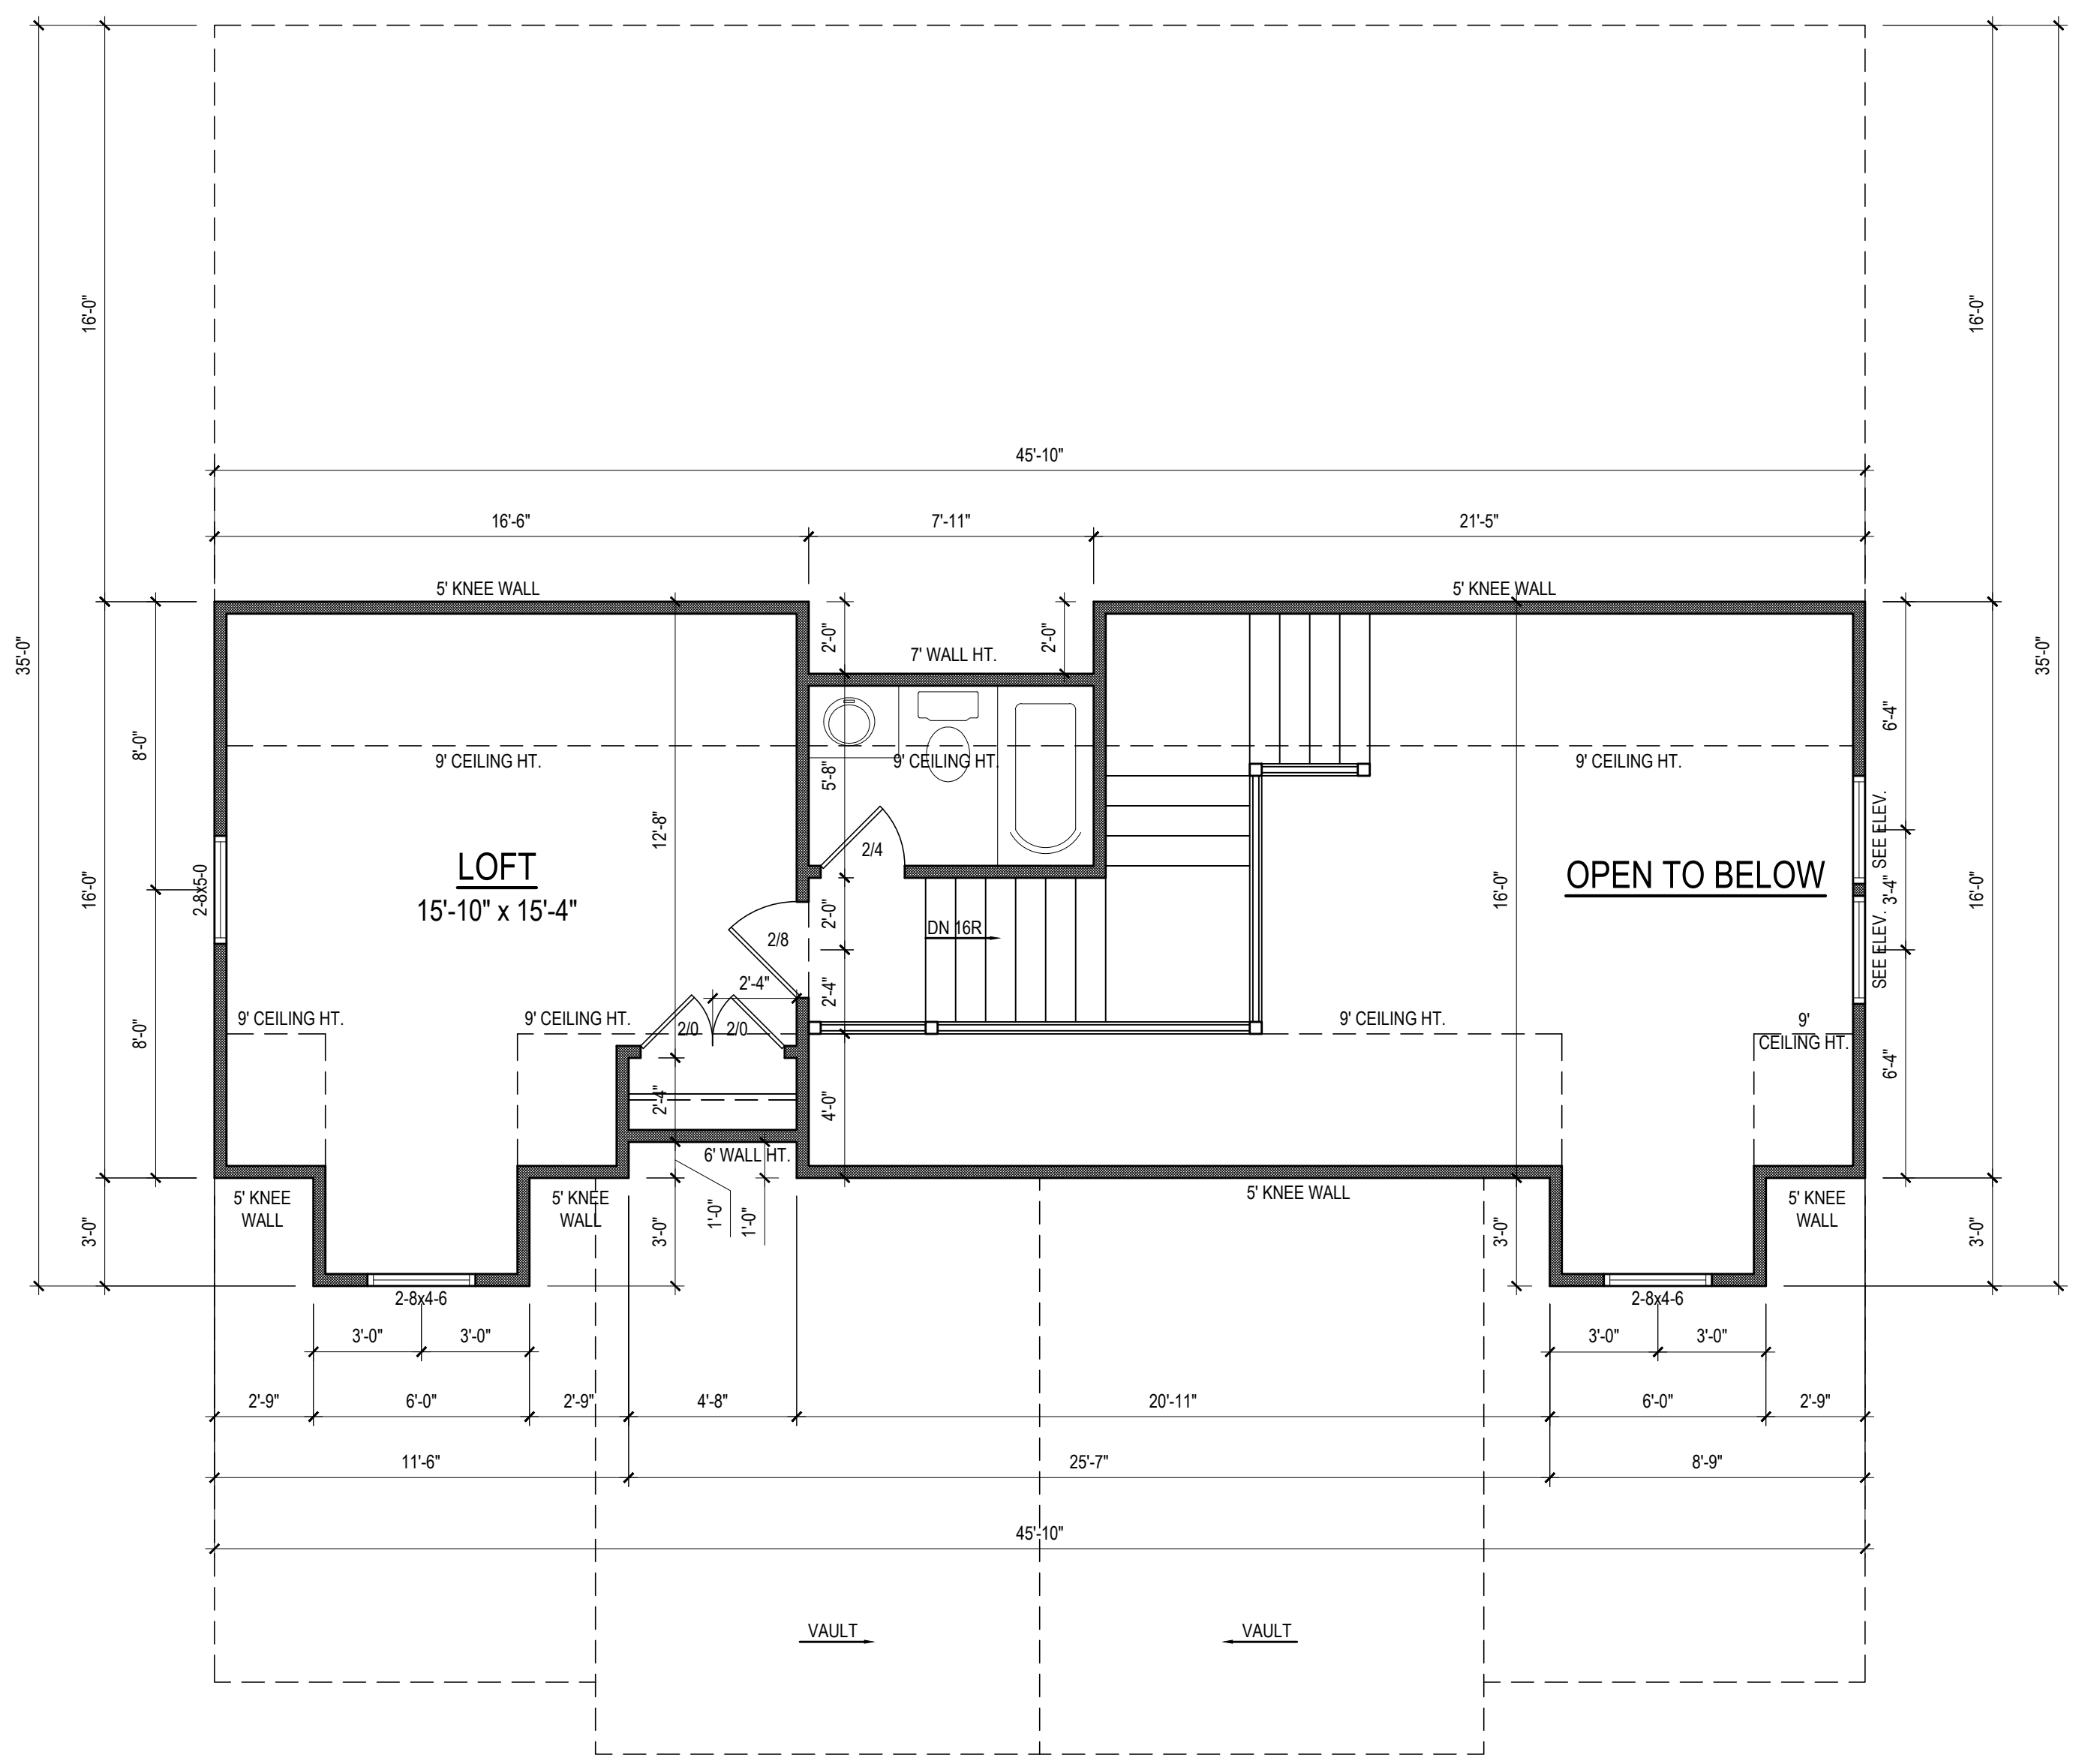 45'-10"
16'-6"
7'-11"
21'-5"
5' KNEE WALL
5' KNEE WALL
16'-0"
16'-0"
35'-0"
35'-0"
2'-0"
2'-0"
7' WALL HT.
8'-0"
6'-4"
9' CEILING HT.
9' CEILING HT.
9' CEILING HT.
5'-8"
12'-8"
2/4
SEE ELEV.
LOFT
15'-10" x 15'-4"
OPEN TO BELOW
16'-0"
2-8x5-0
16'-0"
3'-4"
16'-0"
2'-0"
DN 16R
2/8
SEE ELEV.
2'-4"
2'-4"
9' CEILING HT.
9' CEILING HT.
2/0
2/0
9' CEILING HT.
9'
CEILING HT.
8'-0"
6'-4"
2'-4"
4'-0"
6' WALL HT.
5' KNEE
WALL
5' KNEE
WALL
5' KNEE WALL
5' KNEE
WALL
1'-0"
1'-0"
3'-0"
3'-0"
3'-0"
3'-0"
2-8x4-6
2-8x4-6
3'-0"
3'-0"
3'-0"
3'-0"
2'-9"
6'-0"
2'-9"
4'-8"
20'-11"
6'-0"
2'-9"
11'-6"
25'-7"
8'-9"
45'-10"
VAULT
VAULT